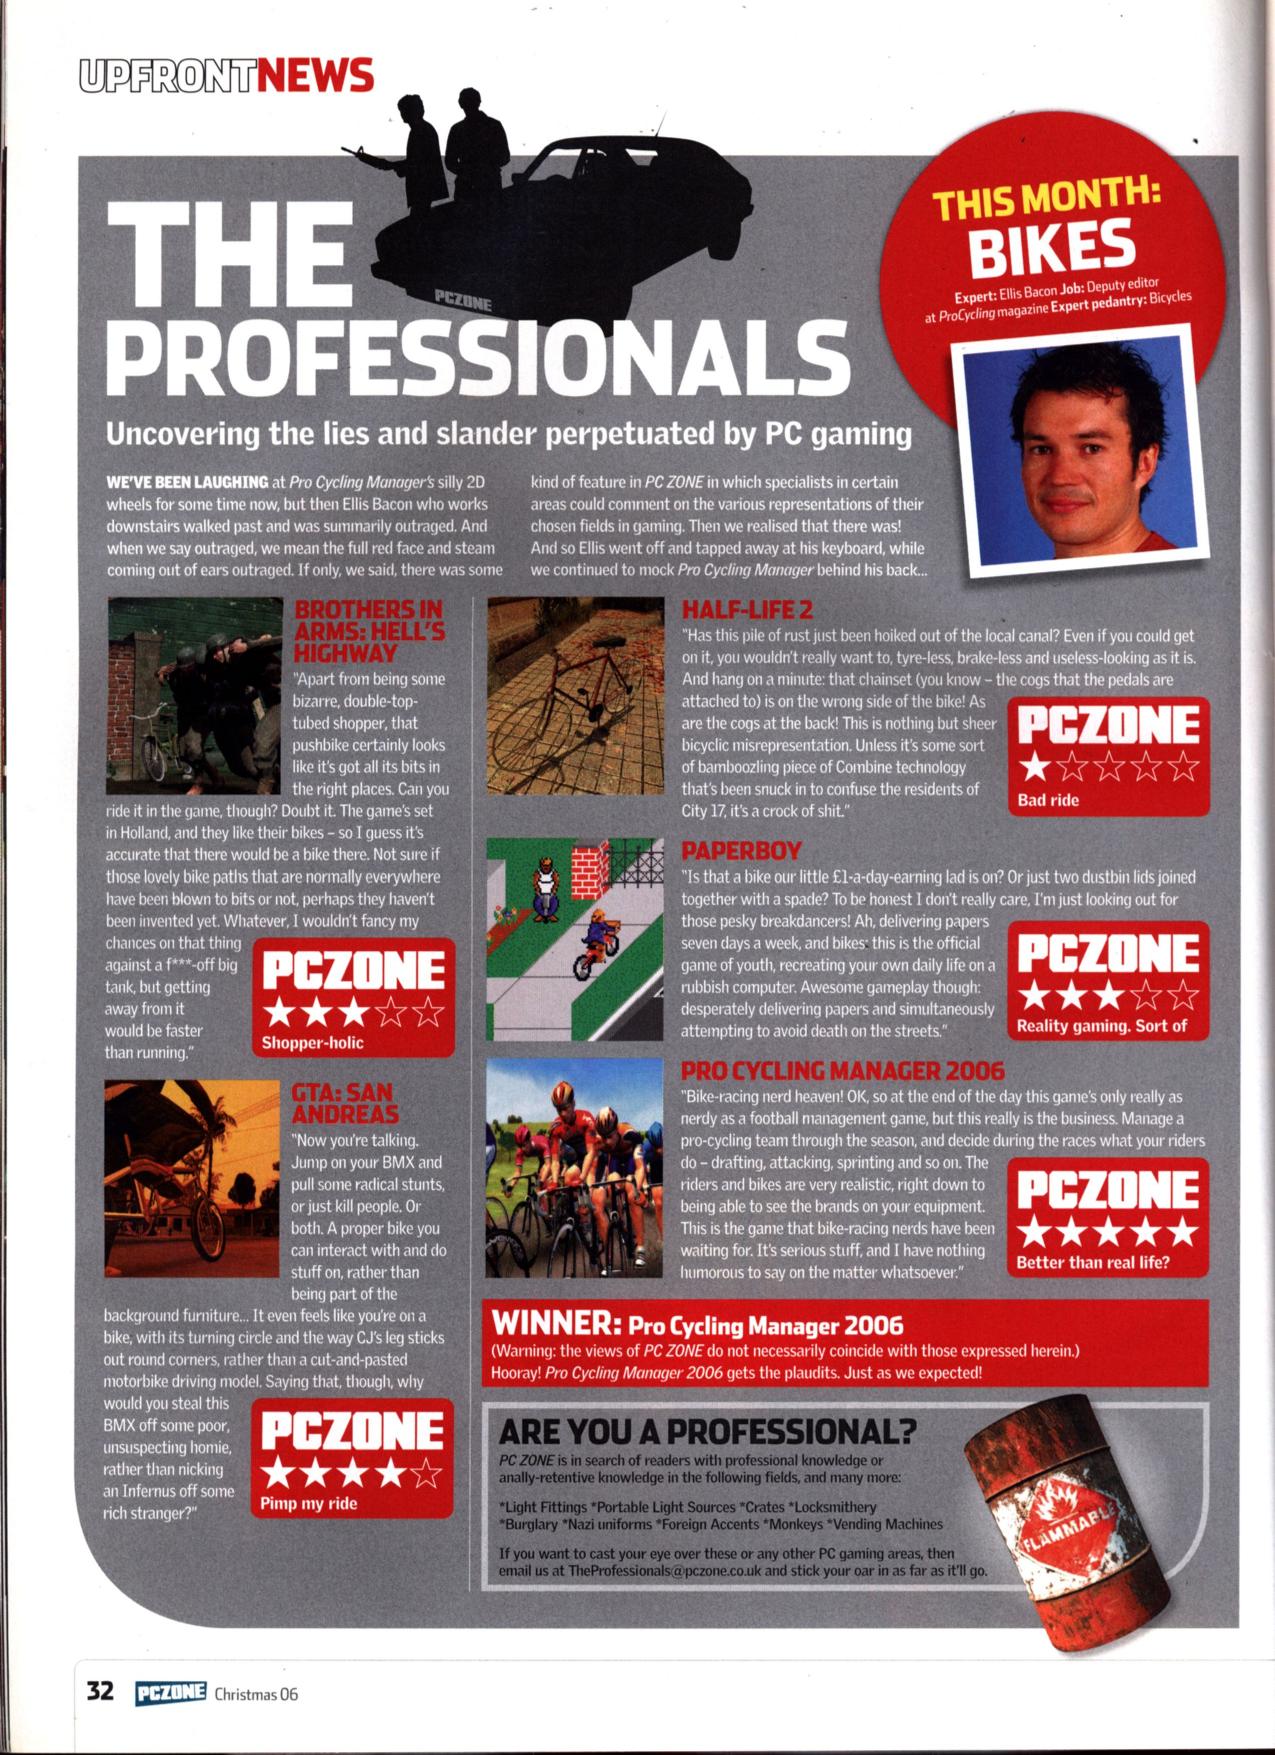 UPFRONTNEWS
PCZONE
THE
PROFESSIONALS
Uncovering the lies and slander perpetuated by PC gaming
THIS MONTH:
BIKES
Expert: Ellis Bacon Job: Deputy editor
at ProCycling magazine Expert pedantry: Bicycles
WE'VE BEEN LAUGHING at Pro Cycling Manager's silly 2D
wheels for some time now, but then Ellis Bacon who works
downstairs walked past and was summarily outraged. And
when we say outraged, we mean the full red face and steam
coming out of ears outraged. If only, we said, there was some
kind of feature in PC ZONE in which specialists in certain
areas could comment on the various representations of their
chosen fields in gaming. Then we realised that there was!
And so Ellis went off and tapped away at his keyboard, while
we continued to mock Pro Cycling Manager behind his back...
BROTHERS IN
ARMS: HELL'S
HIGHWAY
"Apart from being some
bizarre, double-top-
tubed shopper, that
pushbike certainly looks
like it's got all its bits in
the right places. Can you
ride it in the game, though? Doubt it. The game's set
in Holland, and they like their bikes – so I guess it's
accurate that there would be a bike there. Not sure if
those lovely bike paths that are normally everywhere
have been blown to bits or not, perhaps they haven't
been invented yet. Whatever, I wouldn't fancy my
chances on that thing
against a f***-off big
tank, but getting
away from it
would be faster
than running."
PCZONE
Shopper-holic
GTA: SAN
ANDREAS
"Now you're talking.
Jump on your BMX and
pull some radical stunts,
or just kill people. Or
both. A proper bike you
can interact with and do
stuff on, rather than
being part of the
background furniture... It even feels like you're on a
bike, with its turning circle and the way CJ's leg sticks
out round corners, rather than a cut-and-pasted
motorbike driving model. Saying that, though, why
would you steal this
BMX off some poor,
unsuspecting homie,
rather than nicking
an Infernus off some
rich stranger?"
PCZONE
Pimp my ride
HALF-LIFE 2
"Has this pile of rust just been hoiked out of the local canal? Even if you could get
on it, you wouldn't really want to, tyre-less, brake-less and useless-looking as it is.
And hang on a minute: that chainset (you know – the cogs that the pedals are
attached to) is on the wrong side of the bike! As
are the cogs at the back! This is nothing but sheer
bicyclic misrepresentation. Unless it's some sort
of bamboozling piece of Combine technology
that's been snuck in to confuse the residents of
City 17, it's a crock of shit."
PCZONE
Bad ride
PAPERBOY
"Is that a bike our little £1-a-day-earning lad is on? Or just two dustbin lids joined
together with a spade? To be honest I don't really care, I'm just looking out for
those pesky breakdancers! Ah, delivering papers
seven days a week, and bikes: this is the official
game of youth, recreating your own daily life on a
rubbish computer. Awesome gameplay though:
desperately delivering papers and simultaneously
attempting to avoid death on the streets."
PCZONE
Reality gaming. Sort of
PRO CYCLING MANAGER 2006
"Bike-racing nerd heaven! OK, so at the end of the day this game's only really as
nerdy as a football management game, but this really is the business. Manage a
pro-cycling team through the season, and decide during the races what your riders
do – drafting, attacking, sprinting and so on. The
riders and bikes are very realistic, right down to
being able to see the brands on your equipment.
This is the game that bike-racing nerds have been
waiting for. It's serious stuff, and I have nothing
humorous to say on the matter whatsoever."
PCZONE
Better than real life?
WINNER: Pro Cycling Manager 2006
(Warning: the views of PC ZONE do not necessarily coincide with those expressed herein.)
Hooray! Pro Cycling Manager 2006 gets the plaudits. Just as we expected!
ARE YOU A PROFESSIONAL?
PC ZONE is in search of readers with professional knowledge or
anally-retentive knowledge in the following fields, and many more:
*Light Fittings *Portable Light Sources *Crates *Locksmithery
*Burglary *Nazi uniforms *Foreign Accents *Monkeys *Vending Machines
If you want to cast your eye over these or any other PC gaming areas, then
email us at TheProfessionals@pczone.co.uk and stick your oar in as far as it'll go.
FLAMMABLE
32 PCZONE Christmas 06